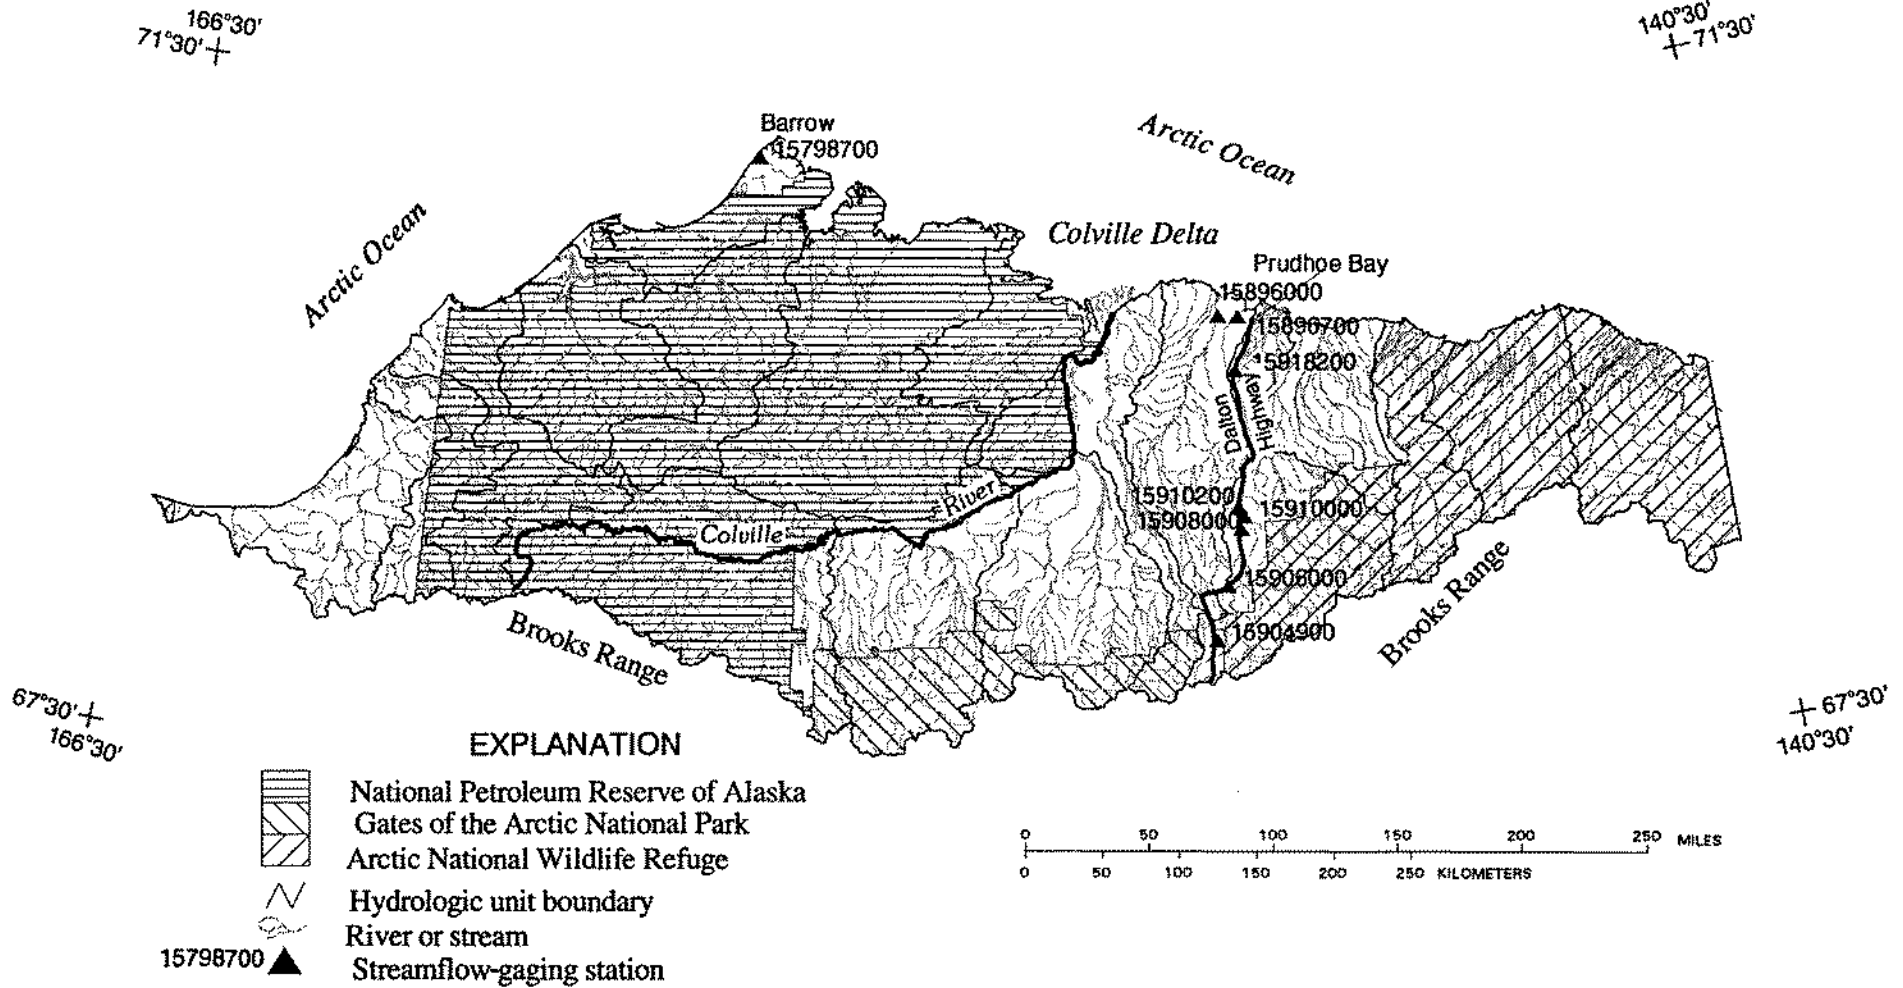 166°30'
71°30'
140°30'
71°30'
Barrow
15798700
Arctic Ocean
Arctic Ocean
Colville Delta
Prudhoe Bay
15896000
15896700
15918200
Dalton
Highway
River
Colville
15910200
15910000
15908000
15906000
15904900
Brooks Range
Brooks Range
67°30'
166°30'
67°30'
140°30'
EXPLANATION
National Petroleum Reserve of Alaska
Gates of the Arctic National Park
Arctic National Wildlife Refuge
Hydrologic unit boundary
River or stream
15798700 Streamflow-gaging station
0 50 100 150 200 250 MILES
0 50 100 150 200 250 KILOMETERS